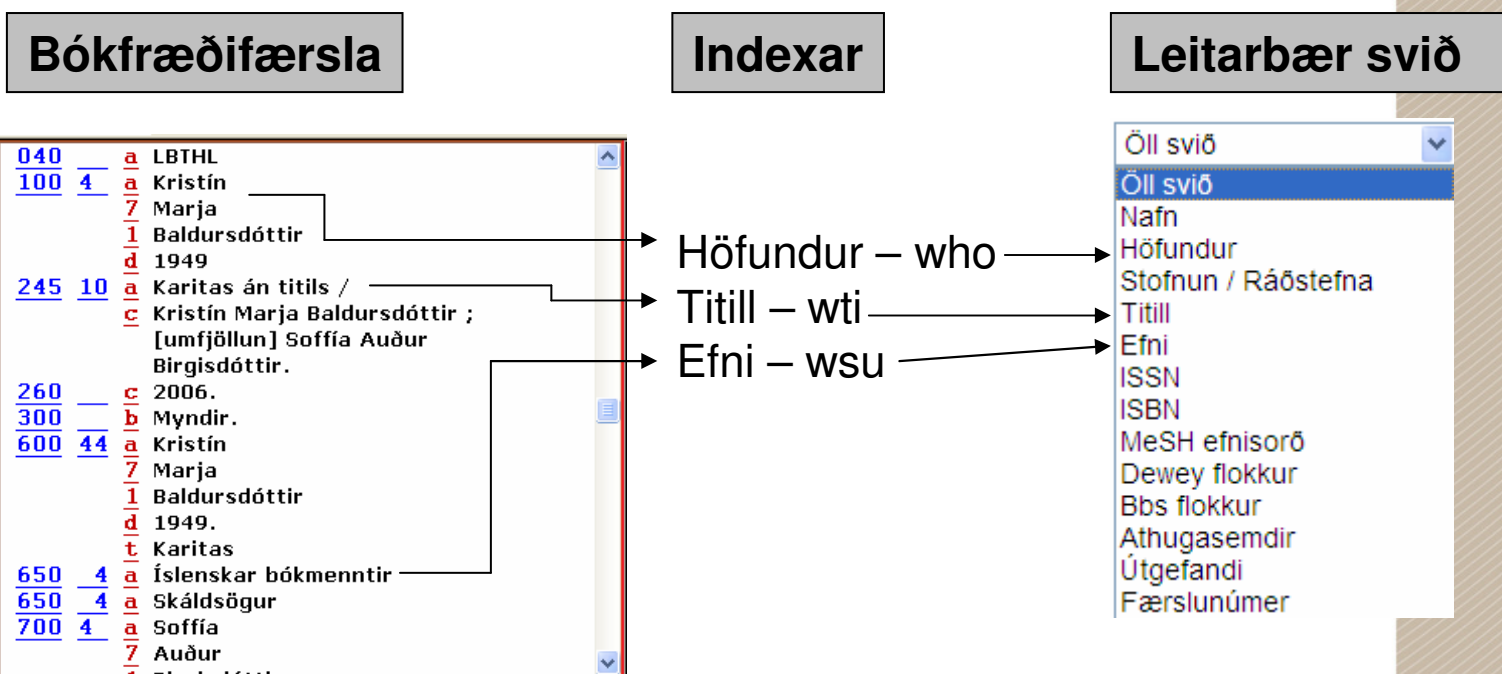 Bókfræðifærsla
Indexar
Leitarbær svið
040 a LBTHL
100 4 a Kristín
7 Marja
1 Baldursdóttir
d 1949
245 10 a Karitas án titils /
c Kristín Marja Baldursdóttir ;
[umfjöllun] Soffía Auður
Birgisdóttir.
260 c 2006.
300 b Myndir.
600 44 a Kristín
7 Marja
1 Baldursdóttir
d 1949.
t Karitas
650 4 a Íslenskar bókmenntir
650 4 a Skáldsögur
700 4 a Soffía
7 Auður
Höfundur – who
Titill – wti
Efni – wsu
Öll svið
Öll svið
Nafn
Höfundur
Stofnun / Ráðstefna
Titill
Efni
ISSN
ISBN
MeSH efnisorð
Dewey flokkur
Bbs flokkur
Athugasemdir
Útgefandi
Færslunúmer